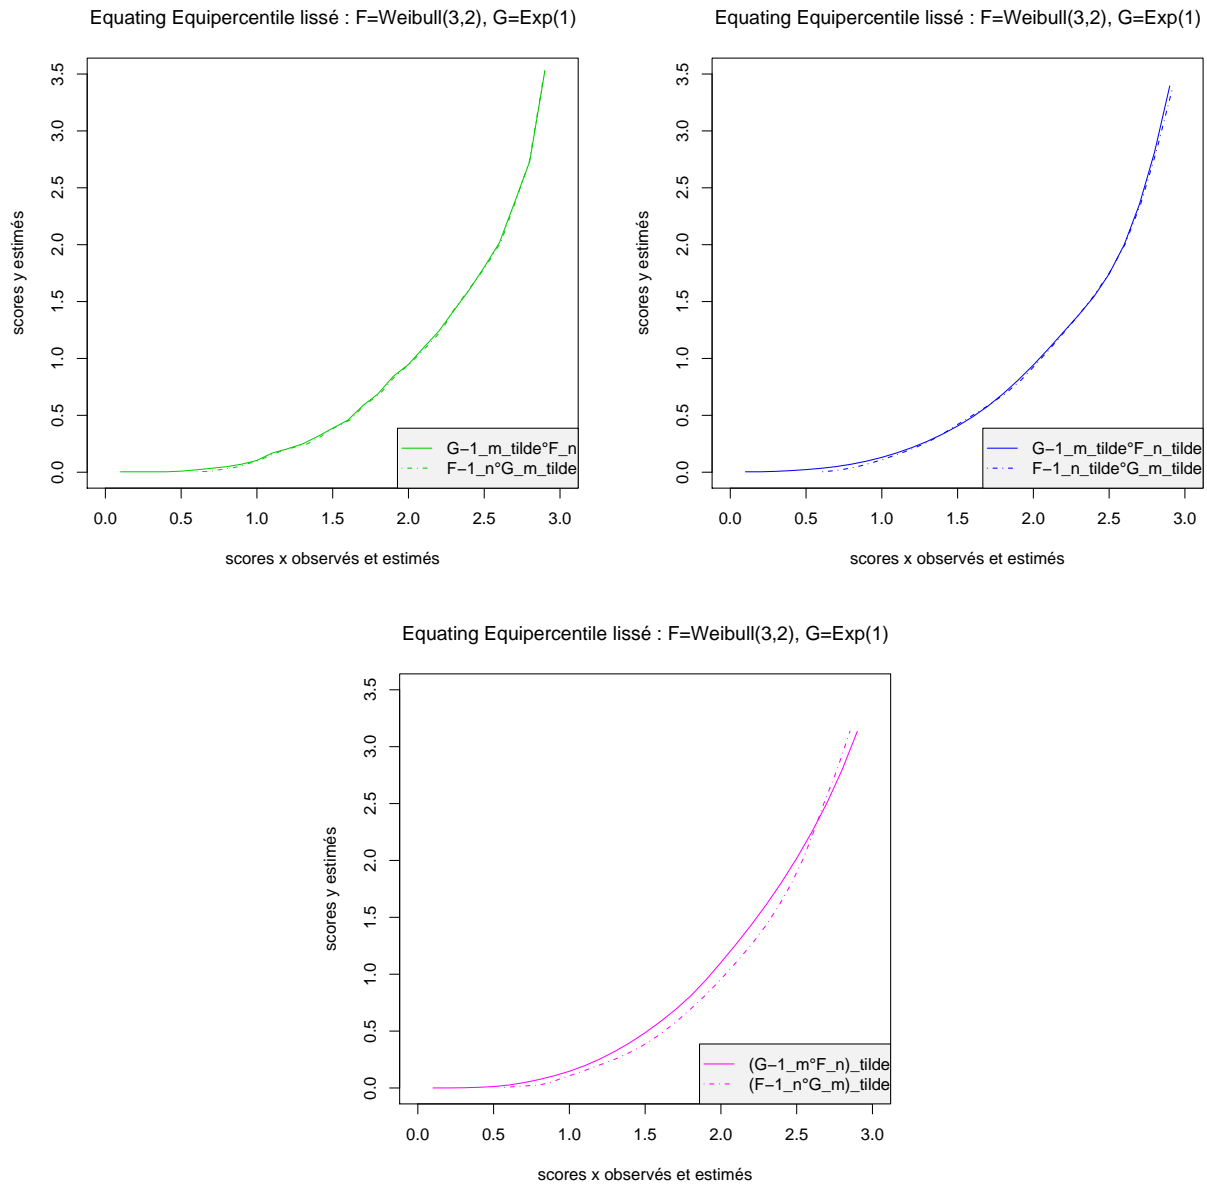 Equating Equipercentile lissé : F=Weibull(3,2), G=Exp(1)
3.5
3.0
2.5
2.0
1.5
1.0
0.5
0.0
scores y estimés
G−1_m_tilde°F_n
F−1_n°G_m_tilde
0.0 0.5 1.0 1.5 2.0 2.5 3.0
scores x observés et estimés
Equating Equipercentile lissé : F=Weibull(3,2), G=Exp(1)
3.5
3.0
2.5
2.0
1.5
1.0
0.5
0.0
scores y estimés
G−1_m_tilde°F_n_tilde
F−1_n_tilde°G_m_tilde
0.0 0.5 1.0 1.5 2.0 2.5 3.0
scores x observés et estimés
Equating Equipercentile lissé : F=Weibull(3,2), G=Exp(1)
3.5
3.0
2.5
2.0
1.5
1.0
0.5
0.0
scores y estimés
(G−1_m°F_n)_tilde
(F−1_n°G_m)_tilde
0.0 0.5 1.0 1.5 2.0 2.5 3.0
scores x observés et estimés